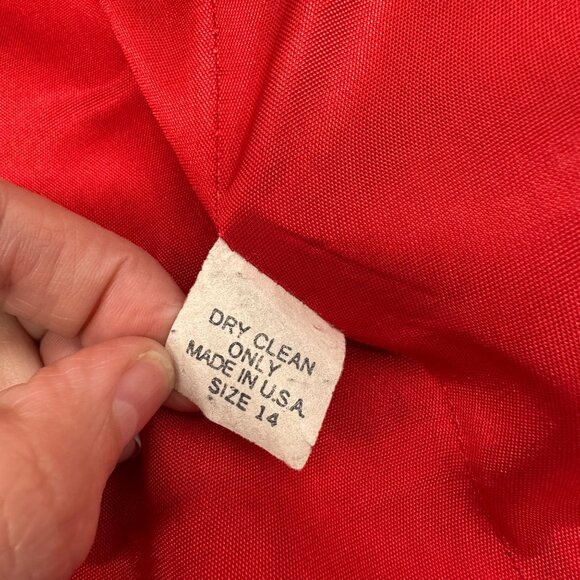 DRY CLEAN
ONLY
MADE IN U.S.A.
SIZE 14